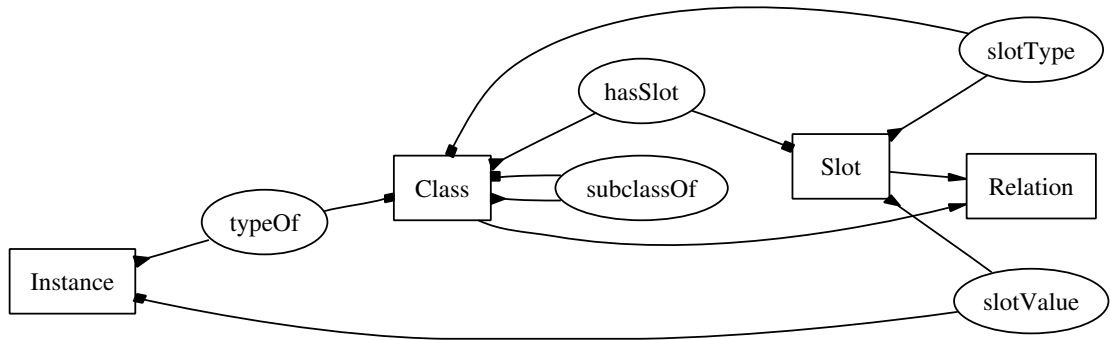 slotType
hasSlot
Slot
Class
subclassOf
Relation
typeOf
Instance
slotValue